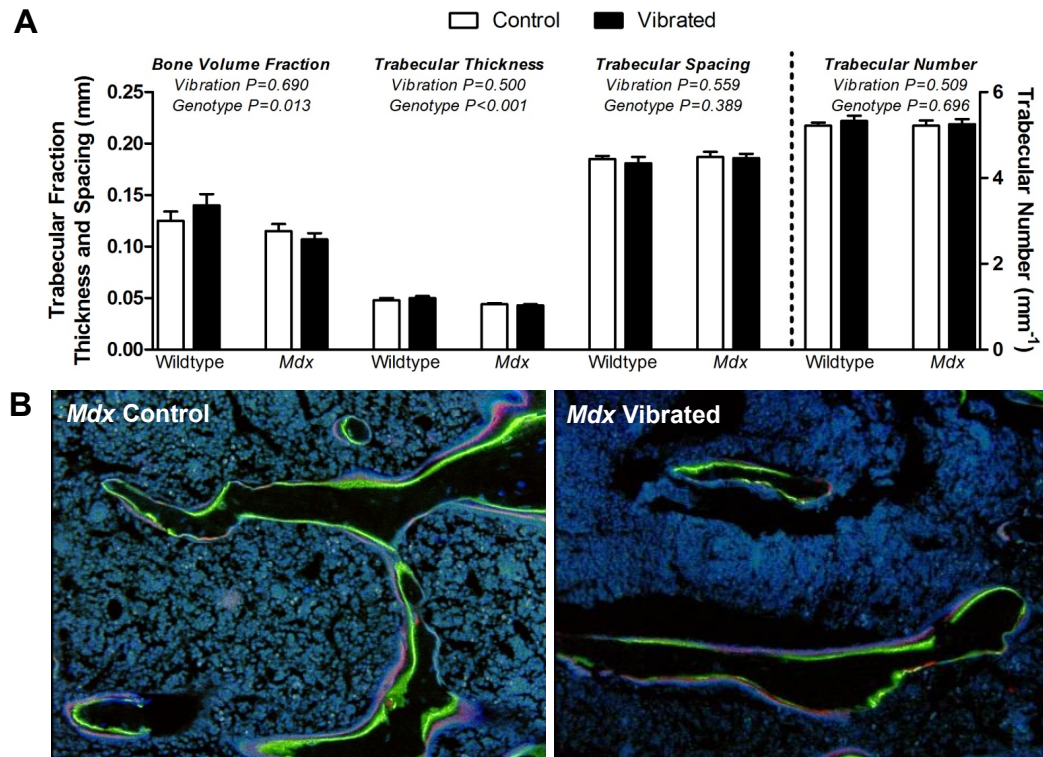 A
Control
Vibrated
Bone Volume Fraction
Vibration P=0.690
Genotype P=0.013
Trabecular Thickness
Vibration P=0.500
Genotype P<0.001
Trabecular Spacing
Vibration P=0.559
Genotype P=0.389
Trabecular Number
Vibration P=0.509
Genotype P=0.696
Trabecular Fraction
Thickness and Spacing (mm)
0.25
0.20
0.15
0.10
0.05
0.00
Wildtype
Mdx
Wildtype
Mdx
Wildtype
Mdx
Wildtype
Mdx
6
4
2
0
Trabecular Number (mm⁻¹)
B
Mdx Control
Mdx Vibrated